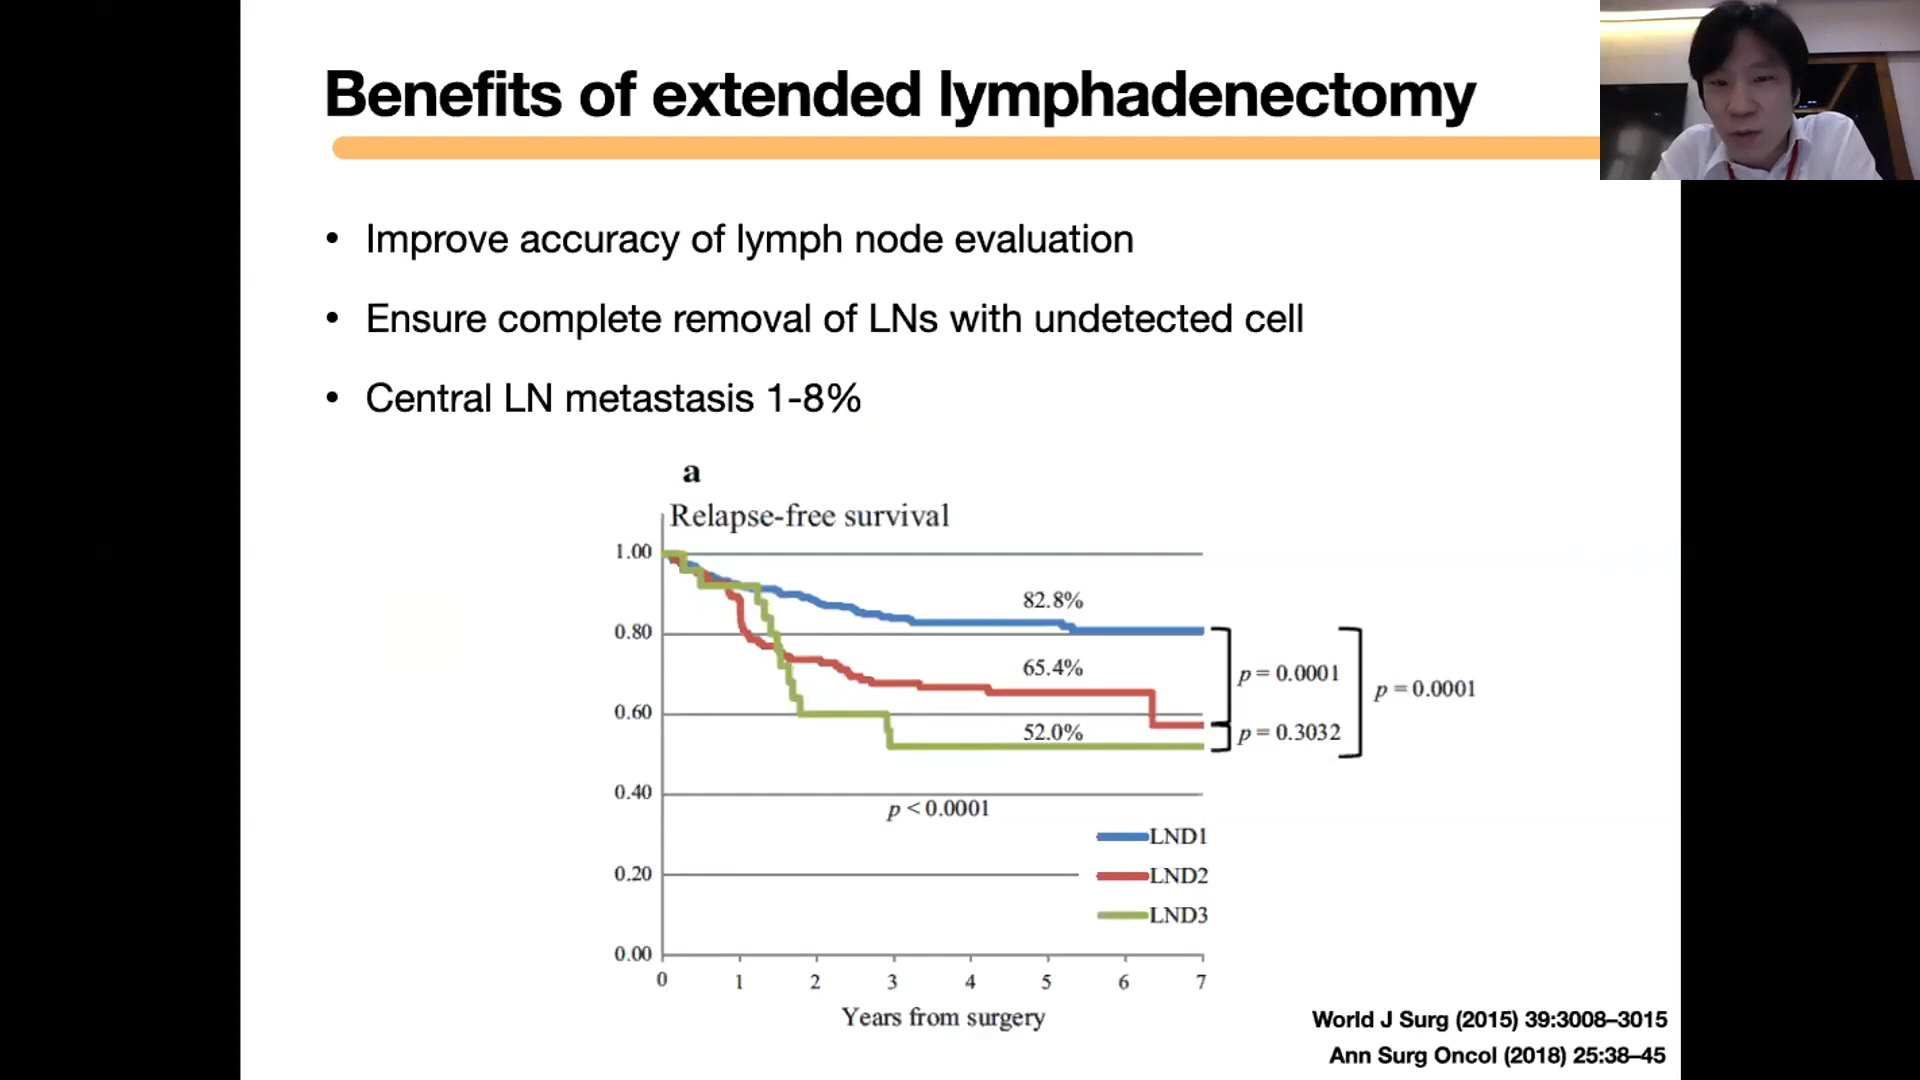 Benefits of extended lymphadenectomy
• Improve accuracy of lymph node evaluation
• Ensure complete removal of LNs with undetected cell
• Central LN metastasis 1-8%
a
Relapse-free survival
1.00
0.80
0.60
0.40
0.20
0.00
82.8%
65.4%
52.0%
p = 0.0001
p = 0.3032
p = 0.0001
p < 0.0001
LND1
LND2
LND3
0 1 2 3 4 5 6 7
Years from surgery
World J Surg (2015) 39:3008–3015
Ann Surg Oncol (2018) 25:38–45